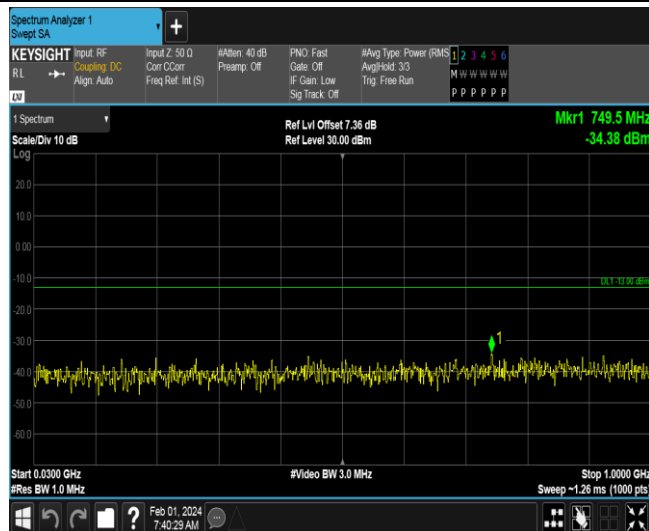 Spectrum Analyzer 1
Swept SA
+
KEYSIGHT
RL
Input: RF
Coupling: DC
Align: Auto
Input Z: 50 Ω
Corr CCorr
Freq Ref: Int (S)
#Atten: 40 dB
Preamp: Off
PNO: Fast
Gate: Off
IF Gain: Low
Sig Track: Off
#Avg Type: Power (RMS
Avg|Hold: 3/3
Trig: Free Run
1 2 3 4 5 6
M W W W W W
P P P P P P
1 Spectrum
Scale/Div 10 dB
Log
Ref Lvl Offset 7.36 dB
Ref Level 30.00 dBm
Mkr1 749.5 MHz
-34.38 dBm
20.0
10.0
0.00
-10.0
DL1 -13.00 dBm
-20.0
-30.0
1
-40.0
-50.0
-60.0
Start 0.0300 GHz
#Video BW 3.0 MHz
Stop 1.0000 GHz
#Res BW 1.0 MHz
Sweep ~1.26 ms (1000 pts)
?
Feb 01, 2024
7:40:29 AM